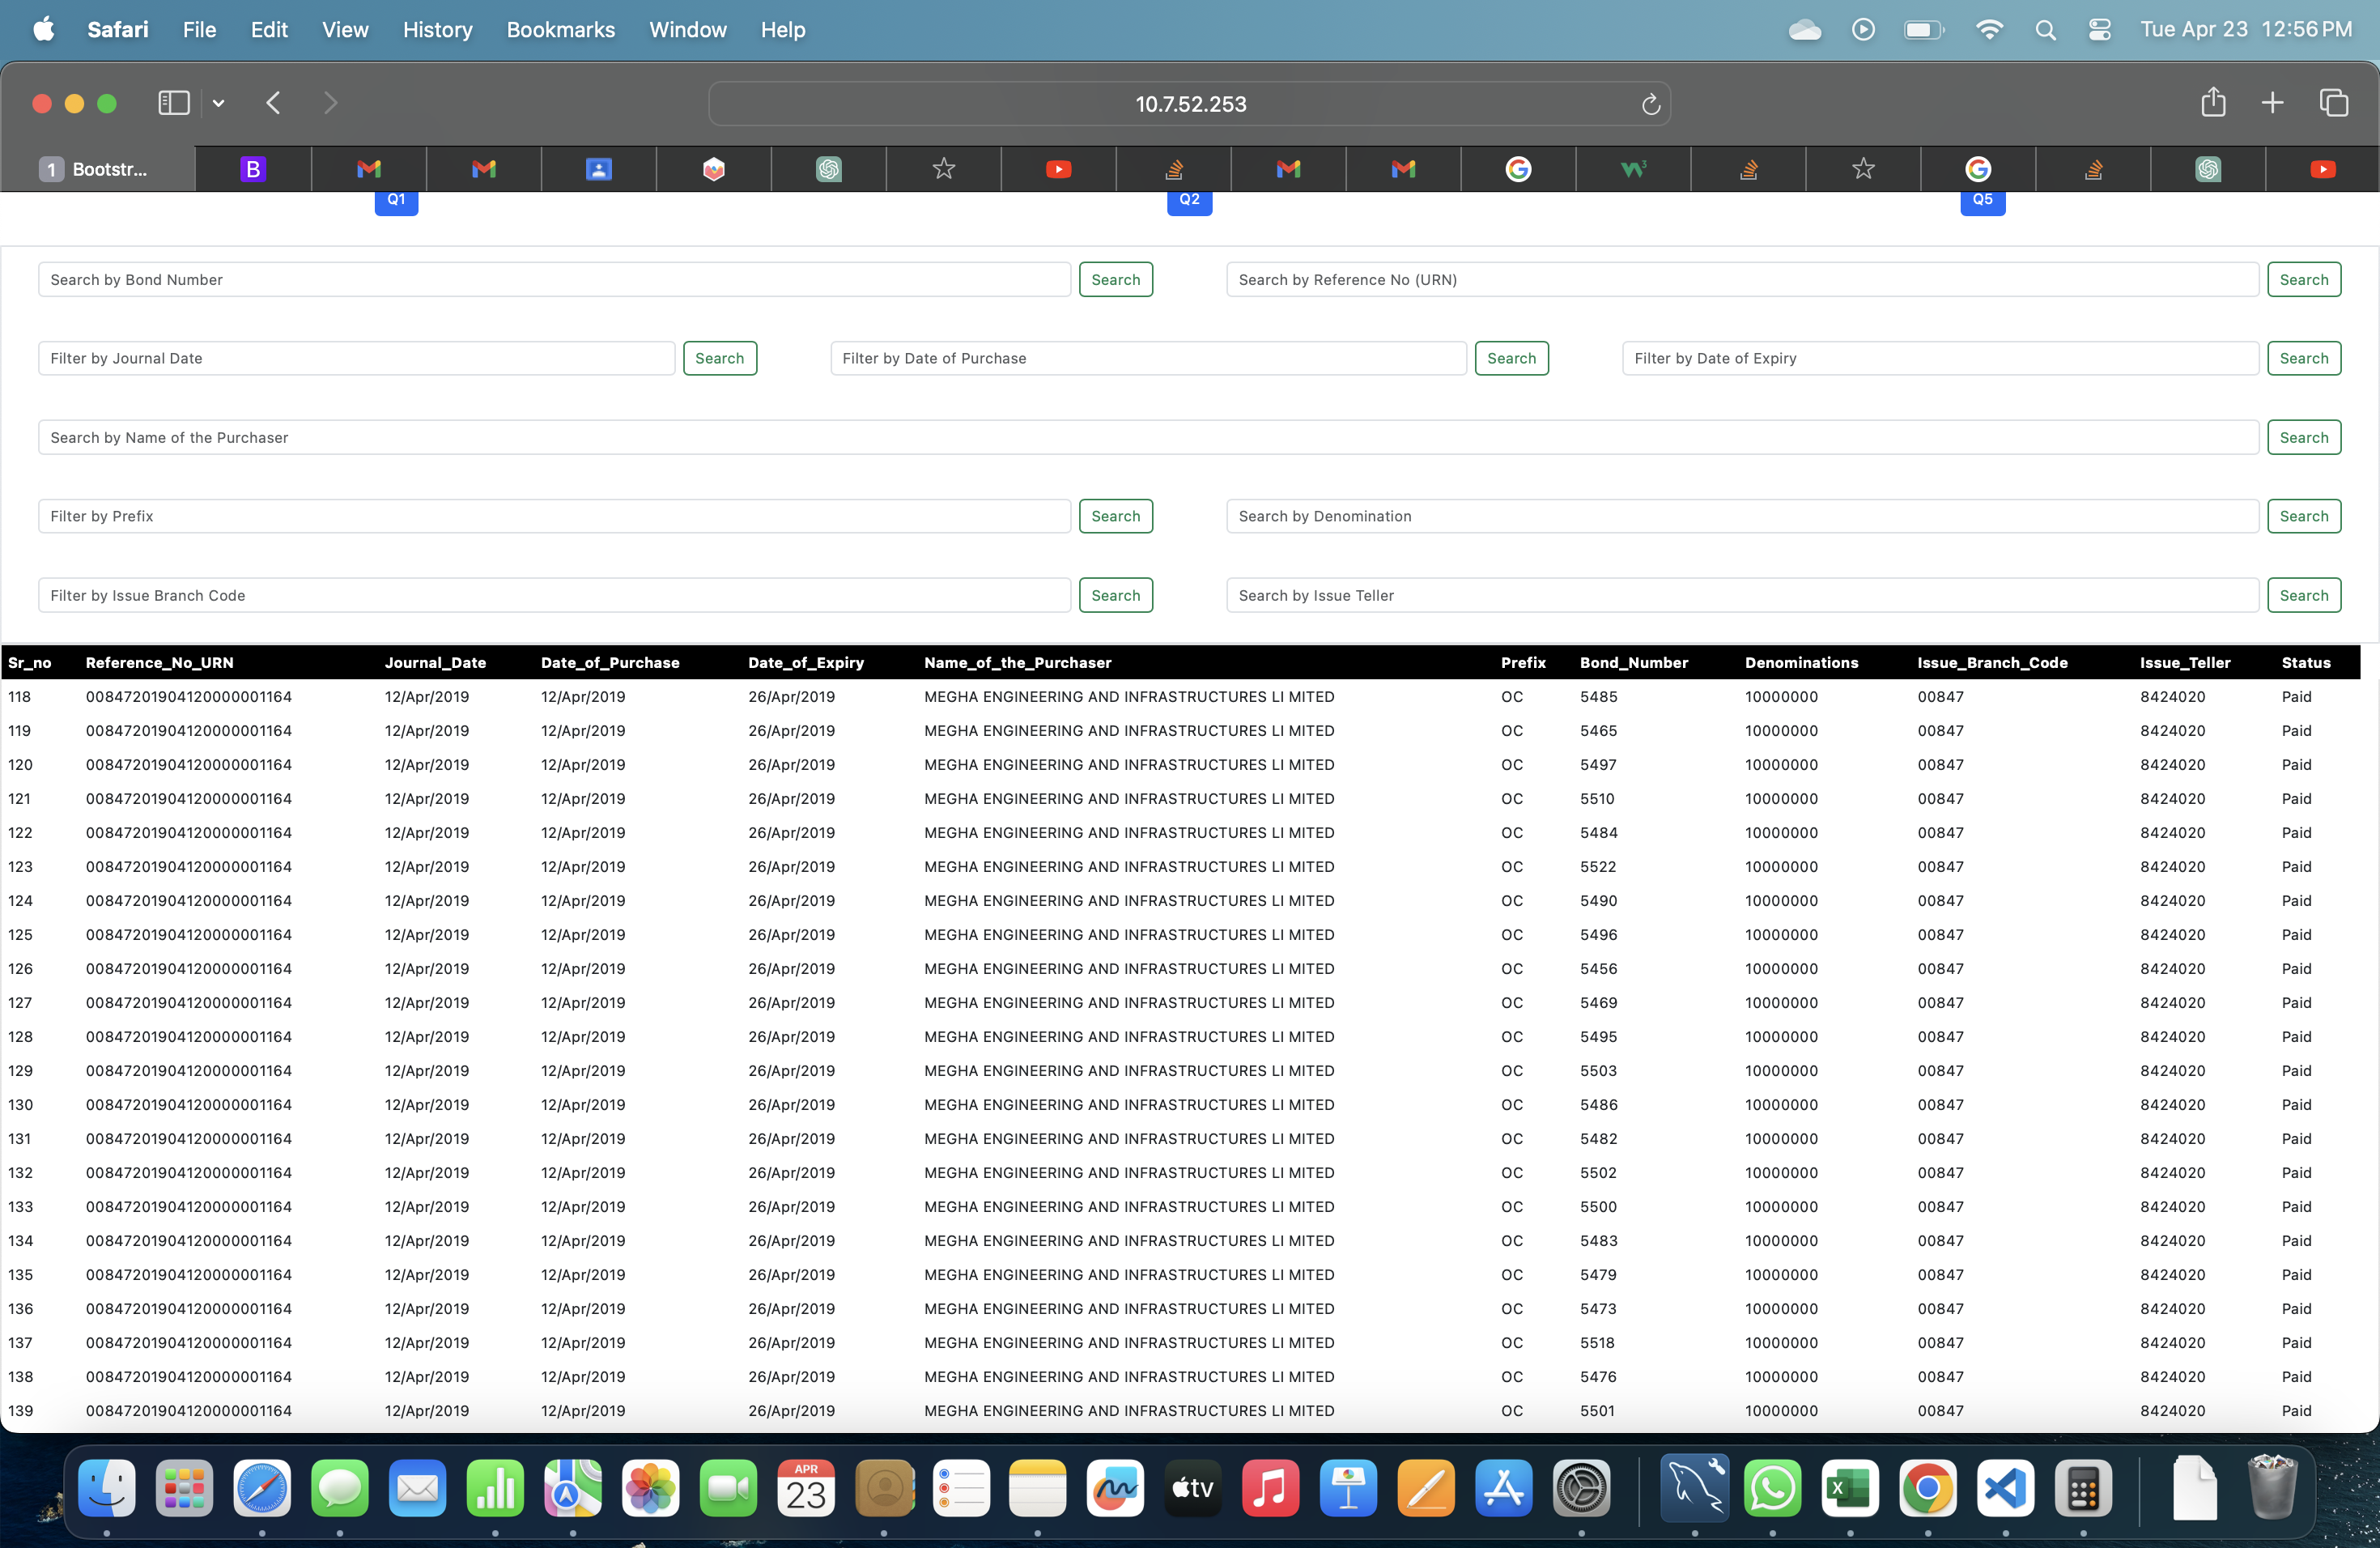 Safari File Edit View History Bookmarks Window Help Tue Apr 23 12:56 PM
10.7.52.253
1 Bootstr...
Q1 Q2 Q5
Search by Bond Number Search Search by Reference No (URN) Search
Filter by Journal Date Search Filter by Date of Purchase Search Filter by Date of Expiry Search
Search by Name of the Purchaser Search
Filter by Prefix Search Search by Denomination Search
Filter by Issue Branch Code Search Search by Issue Teller Search
Sr_no Reference_No_URN Journal_Date Date_of_Purchase Date_of_Expiry Name_of_the_Purchaser Prefix Bond_Number Denominations Issue_Branch_Code Issue_Teller Status
118 00847201904120000001164 12/Apr/2019 12/Apr/2019 26/Apr/2019 MEGHA ENGINEERING AND INFRASTRUCTURES LI MITED OC 5485 10000000 00847 8424020 Paid
119 00847201904120000001164 12/Apr/2019 12/Apr/2019 26/Apr/2019 MEGHA ENGINEERING AND INFRASTRUCTURES LI MITED OC 5465 10000000 00847 8424020 Paid
120 00847201904120000001164 12/Apr/2019 12/Apr/2019 26/Apr/2019 MEGHA ENGINEERING AND INFRASTRUCTURES LI MITED OC 5497 10000000 00847 8424020 Paid
121 00847201904120000001164 12/Apr/2019 12/Apr/2019 26/Apr/2019 MEGHA ENGINEERING AND INFRASTRUCTURES LI MITED OC 5510 10000000 00847 8424020 Paid
122 00847201904120000001164 12/Apr/2019 12/Apr/2019 26/Apr/2019 MEGHA ENGINEERING AND INFRASTRUCTURES LI MITED OC 5484 10000000 00847 8424020 Paid
123 00847201904120000001164 12/Apr/2019 12/Apr/2019 26/Apr/2019 MEGHA ENGINEERING AND INFRASTRUCTURES LI MITED OC 5522 10000000 00847 8424020 Paid
124 00847201904120000001164 12/Apr/2019 12/Apr/2019 26/Apr/2019 MEGHA ENGINEERING AND INFRASTRUCTURES LI MITED OC 5490 10000000 00847 8424020 Paid
125 00847201904120000001164 12/Apr/2019 12/Apr/2019 26/Apr/2019 MEGHA ENGINEERING AND INFRASTRUCTURES LI MITED OC 5496 10000000 00847 8424020 Paid
126 00847201904120000001164 12/Apr/2019 12/Apr/2019 26/Apr/2019 MEGHA ENGINEERING AND INFRASTRUCTURES LI MITED OC 5456 10000000 00847 8424020 Paid
127 00847201904120000001164 12/Apr/2019 12/Apr/2019 26/Apr/2019 MEGHA ENGINEERING AND INFRASTRUCTURES LI MITED OC 5469 10000000 00847 8424020 Paid
128 00847201904120000001164 12/Apr/2019 12/Apr/2019 26/Apr/2019 MEGHA ENGINEERING AND INFRASTRUCTURES LI MITED OC 5495 10000000 00847 8424020 Paid
129 00847201904120000001164 12/Apr/2019 12/Apr/2019 26/Apr/2019 MEGHA ENGINEERING AND INFRASTRUCTURES LI MITED OC 5503 10000000 00847 8424020 Paid
130 00847201904120000001164 12/Apr/2019 12/Apr/2019 26/Apr/2019 MEGHA ENGINEERING AND INFRASTRUCTURES LI MITED OC 5486 10000000 00847 8424020 Paid
131 00847201904120000001164 12/Apr/2019 12/Apr/2019 26/Apr/2019 MEGHA ENGINEERING AND INFRASTRUCTURES LI MITED OC 5482 10000000 00847 8424020 Paid
132 00847201904120000001164 12/Apr/2019 12/Apr/2019 26/Apr/2019 MEGHA ENGINEERING AND INFRASTRUCTURES LI MITED OC 5502 10000000 00847 8424020 Paid
133 00847201904120000001164 12/Apr/2019 12/Apr/2019 26/Apr/2019 MEGHA ENGINEERING AND INFRASTRUCTURES LI MITED OC 5500 10000000 00847 8424020 Paid
134 00847201904120000001164 12/Apr/2019 12/Apr/2019 26/Apr/2019 MEGHA ENGINEERING AND INFRASTRUCTURES LI MITED OC 5483 10000000 00847 8424020 Paid
135 00847201904120000001164 12/Apr/2019 12/Apr/2019 26/Apr/2019 MEGHA ENGINEERING AND INFRASTRUCTURES LI MITED OC 5479 10000000 00847 8424020 Paid
136 00847201904120000001164 12/Apr/2019 12/Apr/2019 26/Apr/2019 MEGHA ENGINEERING AND INFRASTRUCTURES LI MITED OC 5473 10000000 00847 8424020 Paid
137 00847201904120000001164 12/Apr/2019 12/Apr/2019 26/Apr/2019 MEGHA ENGINEERING AND INFRASTRUCTURES LI MITED OC 5518 10000000 00847 8424020 Paid
138 00847201904120000001164 12/Apr/2019 12/Apr/2019 26/Apr/2019 MEGHA ENGINEERING AND INFRASTRUCTURES LI MITED OC 5476 10000000 00847 8424020 Paid
139 00847201904120000001164 12/Apr/2019 12/Apr/2019 26/Apr/2019 MEGHA ENGINEERING AND INFRASTRUCTURES LI MITED OC 5501 10000000 00847 8424020 Paid
APR
23
tv